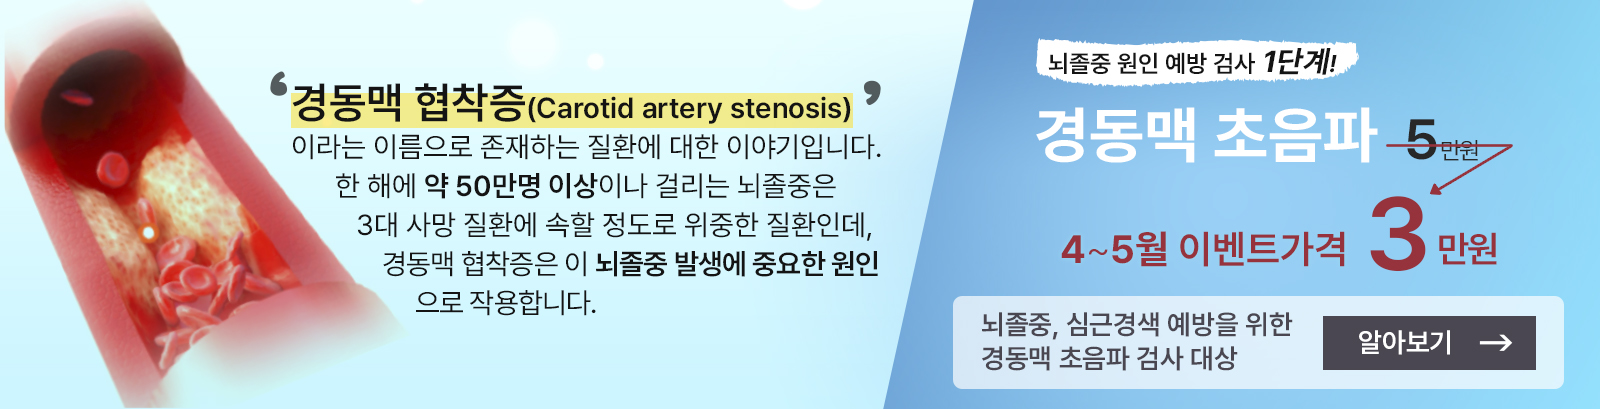 ‘경동맥 협착증(Carotid artery stenosis)’
이라는 이름으로 존재하는 질환에 대한 이야기입니다.
한 해에 약 50만명 이상이나 걸리는 뇌졸중은
3대 사망 질환에 속할 정도로 위중한 질환인데,
경동맥 협착증은 이 뇌졸중 발생에 중요한 원인
으로 작용합니다.
뇌졸중 원인 예방 검사 1단계!
경동맥 초음파 5만원
4~5월 이벤트가격 3만원
뇌졸중, 심근경색 예방을 위한
경동맥 초음파 검사 대상
알아보기 →